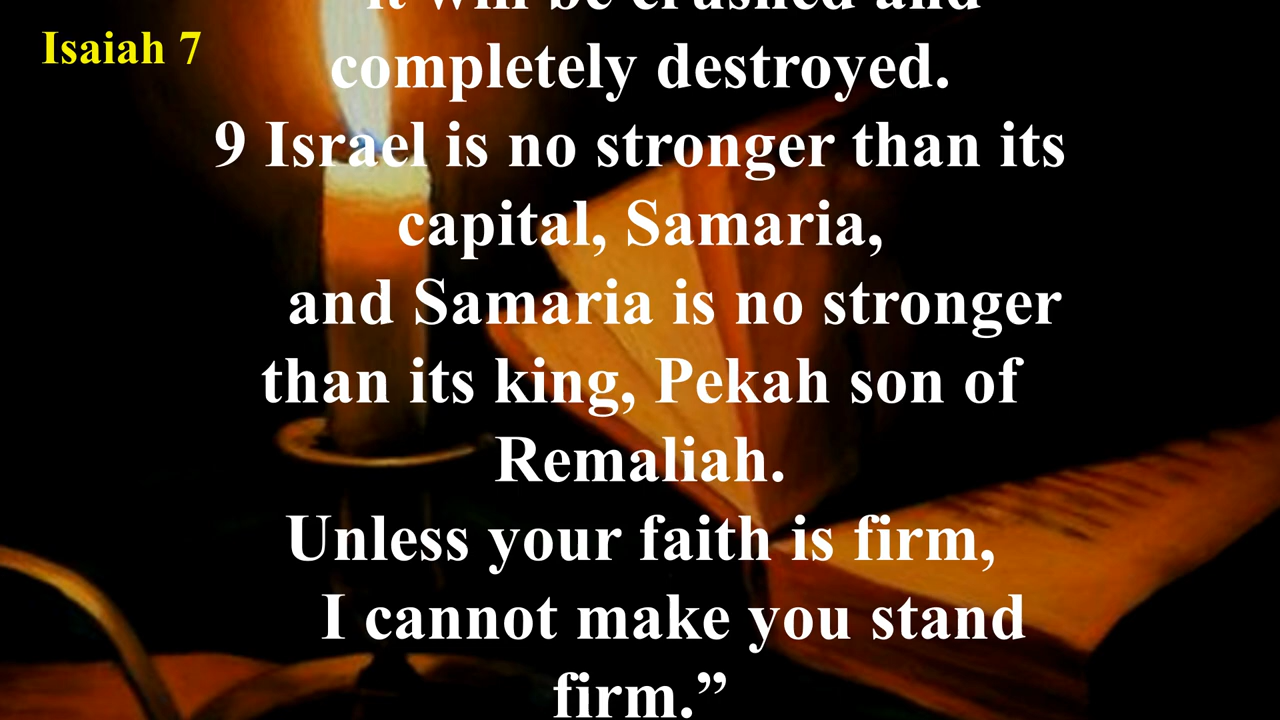 Isaiah 7
it will be crushed and
completely destroyed.
9 Israel is no stronger than its
capital, Samaria,
and Samaria is no stronger
than its king, Pekah son of
Remaliah.
Unless your faith is firm,
I cannot make you stand
firm.”